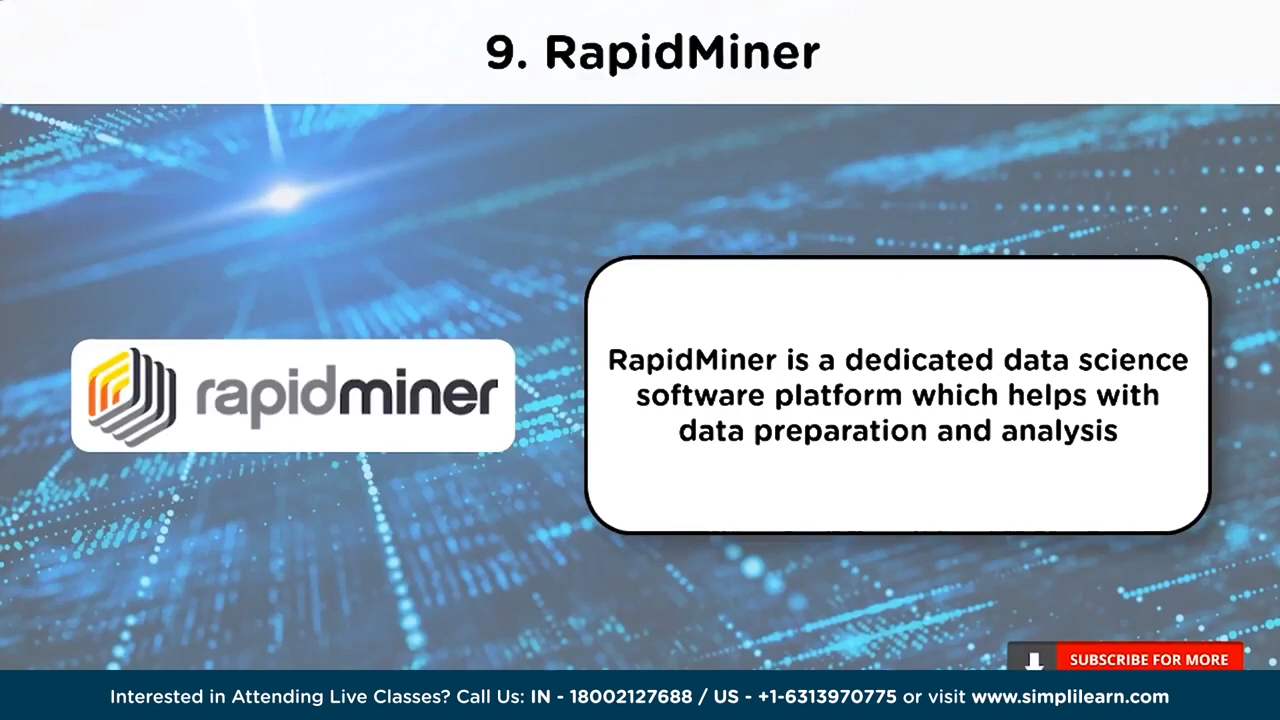 9. RapidMiner
rapidminer
RapidMiner is a dedicated data science
software platform which helps with
data preparation and analysis
SUBSCRIBE FOR MORE
Interested in Attending Live Classes? Call Us: IN - 18002127688 / US - +1-6313970775 or visit www.simplilearn.com